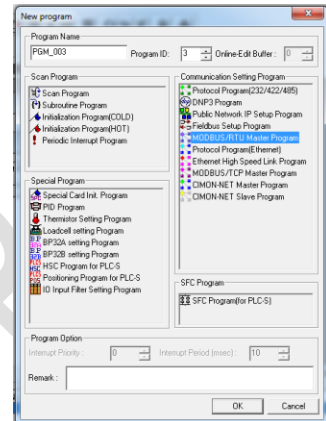 New program
Program Name
PGM_003
Program ID:
3
Online-Edit Buffer :
0
Scan Program
Scan Program
Subroutine Program
Initialization Program(COLD)
Initialization Program(HOT)
Periodic Interrupt Program
Special Program
Special Card Init. Program
PID Program
Thermistor Setting Program
Loadcell setting Program
BP32A setting Program
BP32B setting Program
HSC Program for PLC-S
Positioning Program for PLC-S
IO Input Filter Setting Program
Communication Setting Program
Protocol Program(232/422/485)
DNP3 Program
Public Network IP Setup Program
Fieldbus Setup Program
MODBUS/RTU Master Program
Protocol Program(Ethernet)
Ethernet High Speed Link Program
MODBUS/TCP Master Program
CIMON-NET Master Program
CIMON-NET Slave Program
SFC Program
SFC Program(for PLC-S)
Program Option
Interrupt Priority :
0
Interrupt Period (msec) :
10
Remark :
OK
Cancel